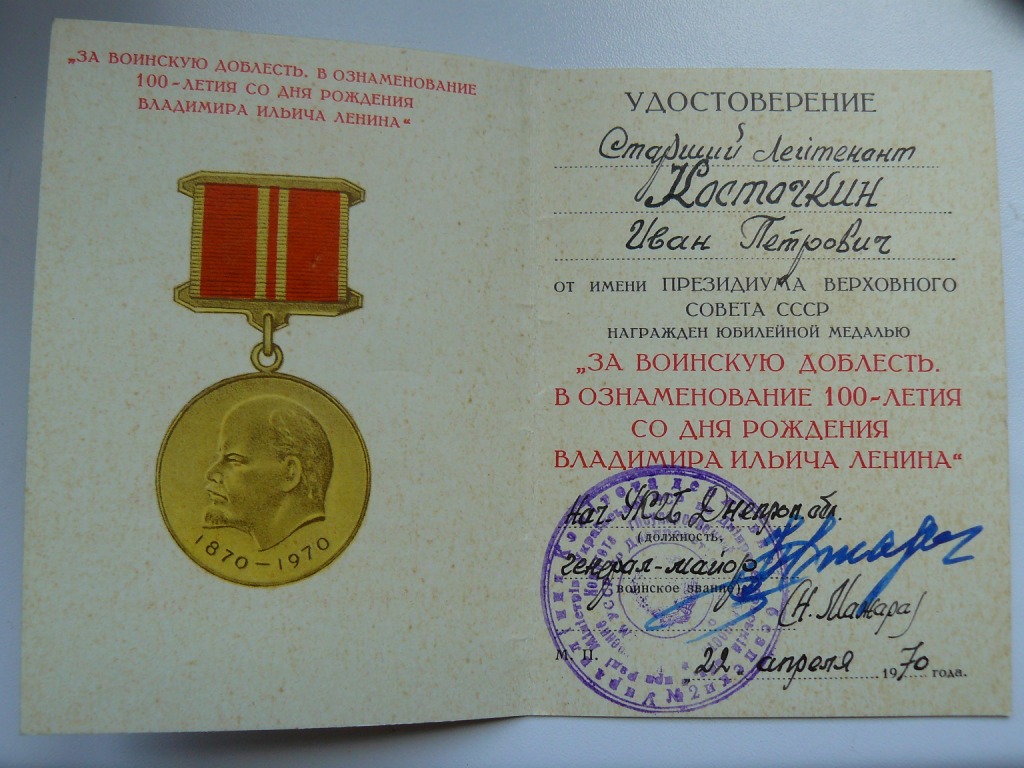 „ЗА ВОИНСКУЮ ДОБЛЕСТЬ. В ОЗНАМЕНОВАНИЕ
100-ЛЕТИЯ СО ДНЯ РОЖДЕНИЯ
ВЛАДИМИРА ИЛЬИЧА ЛЕНИНА“
1870-1970
УДОСТОВЕРЕНИЕ
Старший лейтенант
Косточкин
Иван Петрович
ОТ ИМЕНИ ПРЕЗИДИУМА ВЕРХОВНОГО
СОВЕТА СССР
НАГРАЖДЕН ЮБИЛЕЙНОЙ МЕДАЛЬЮ
„ЗА ВОИНСКУЮ ДОБЛЕСТЬ.
В ОЗНАМЕНОВАНИЕ 100-ЛЕТИЯ
СО ДНЯ РОЖДЕНИЯ
ВЛАДИМИРА ИЛЬИЧА ЛЕНИНА“
Нач. УКГБ Днепроп. обл.
(должность,
Генерал-майор
воинское звание)
(Н. Мажара)
М. П.
„22 апреля 1970 года.